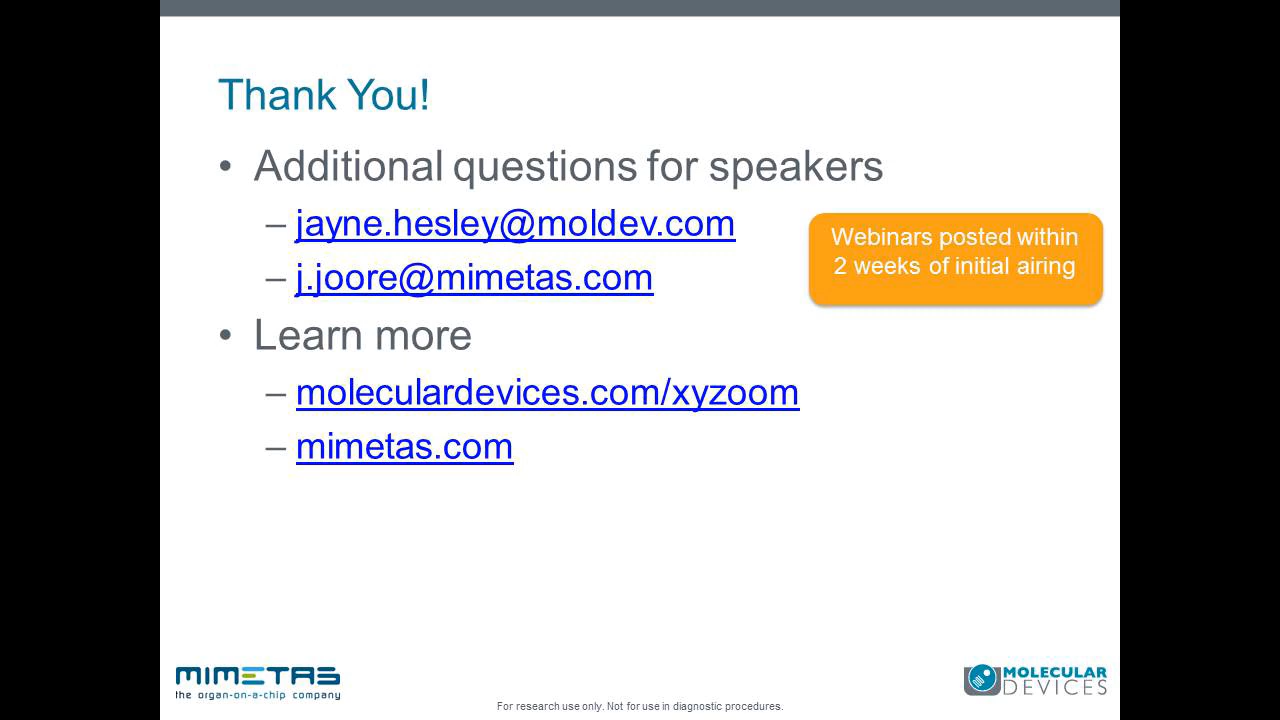 Thank You!
• Additional questions for speakers
– jayne.hesley@moldev.com
– j.joore@mimetas.com
Webinars posted within
2 weeks of initial airing
• Learn more
– moleculardevices.com/xyzoom
– mimetas.com
MIMETAS
the organ-on-a-chip company
MOLECULAR
DEVICES
For research use only. Not for use in diagnostic procedures.